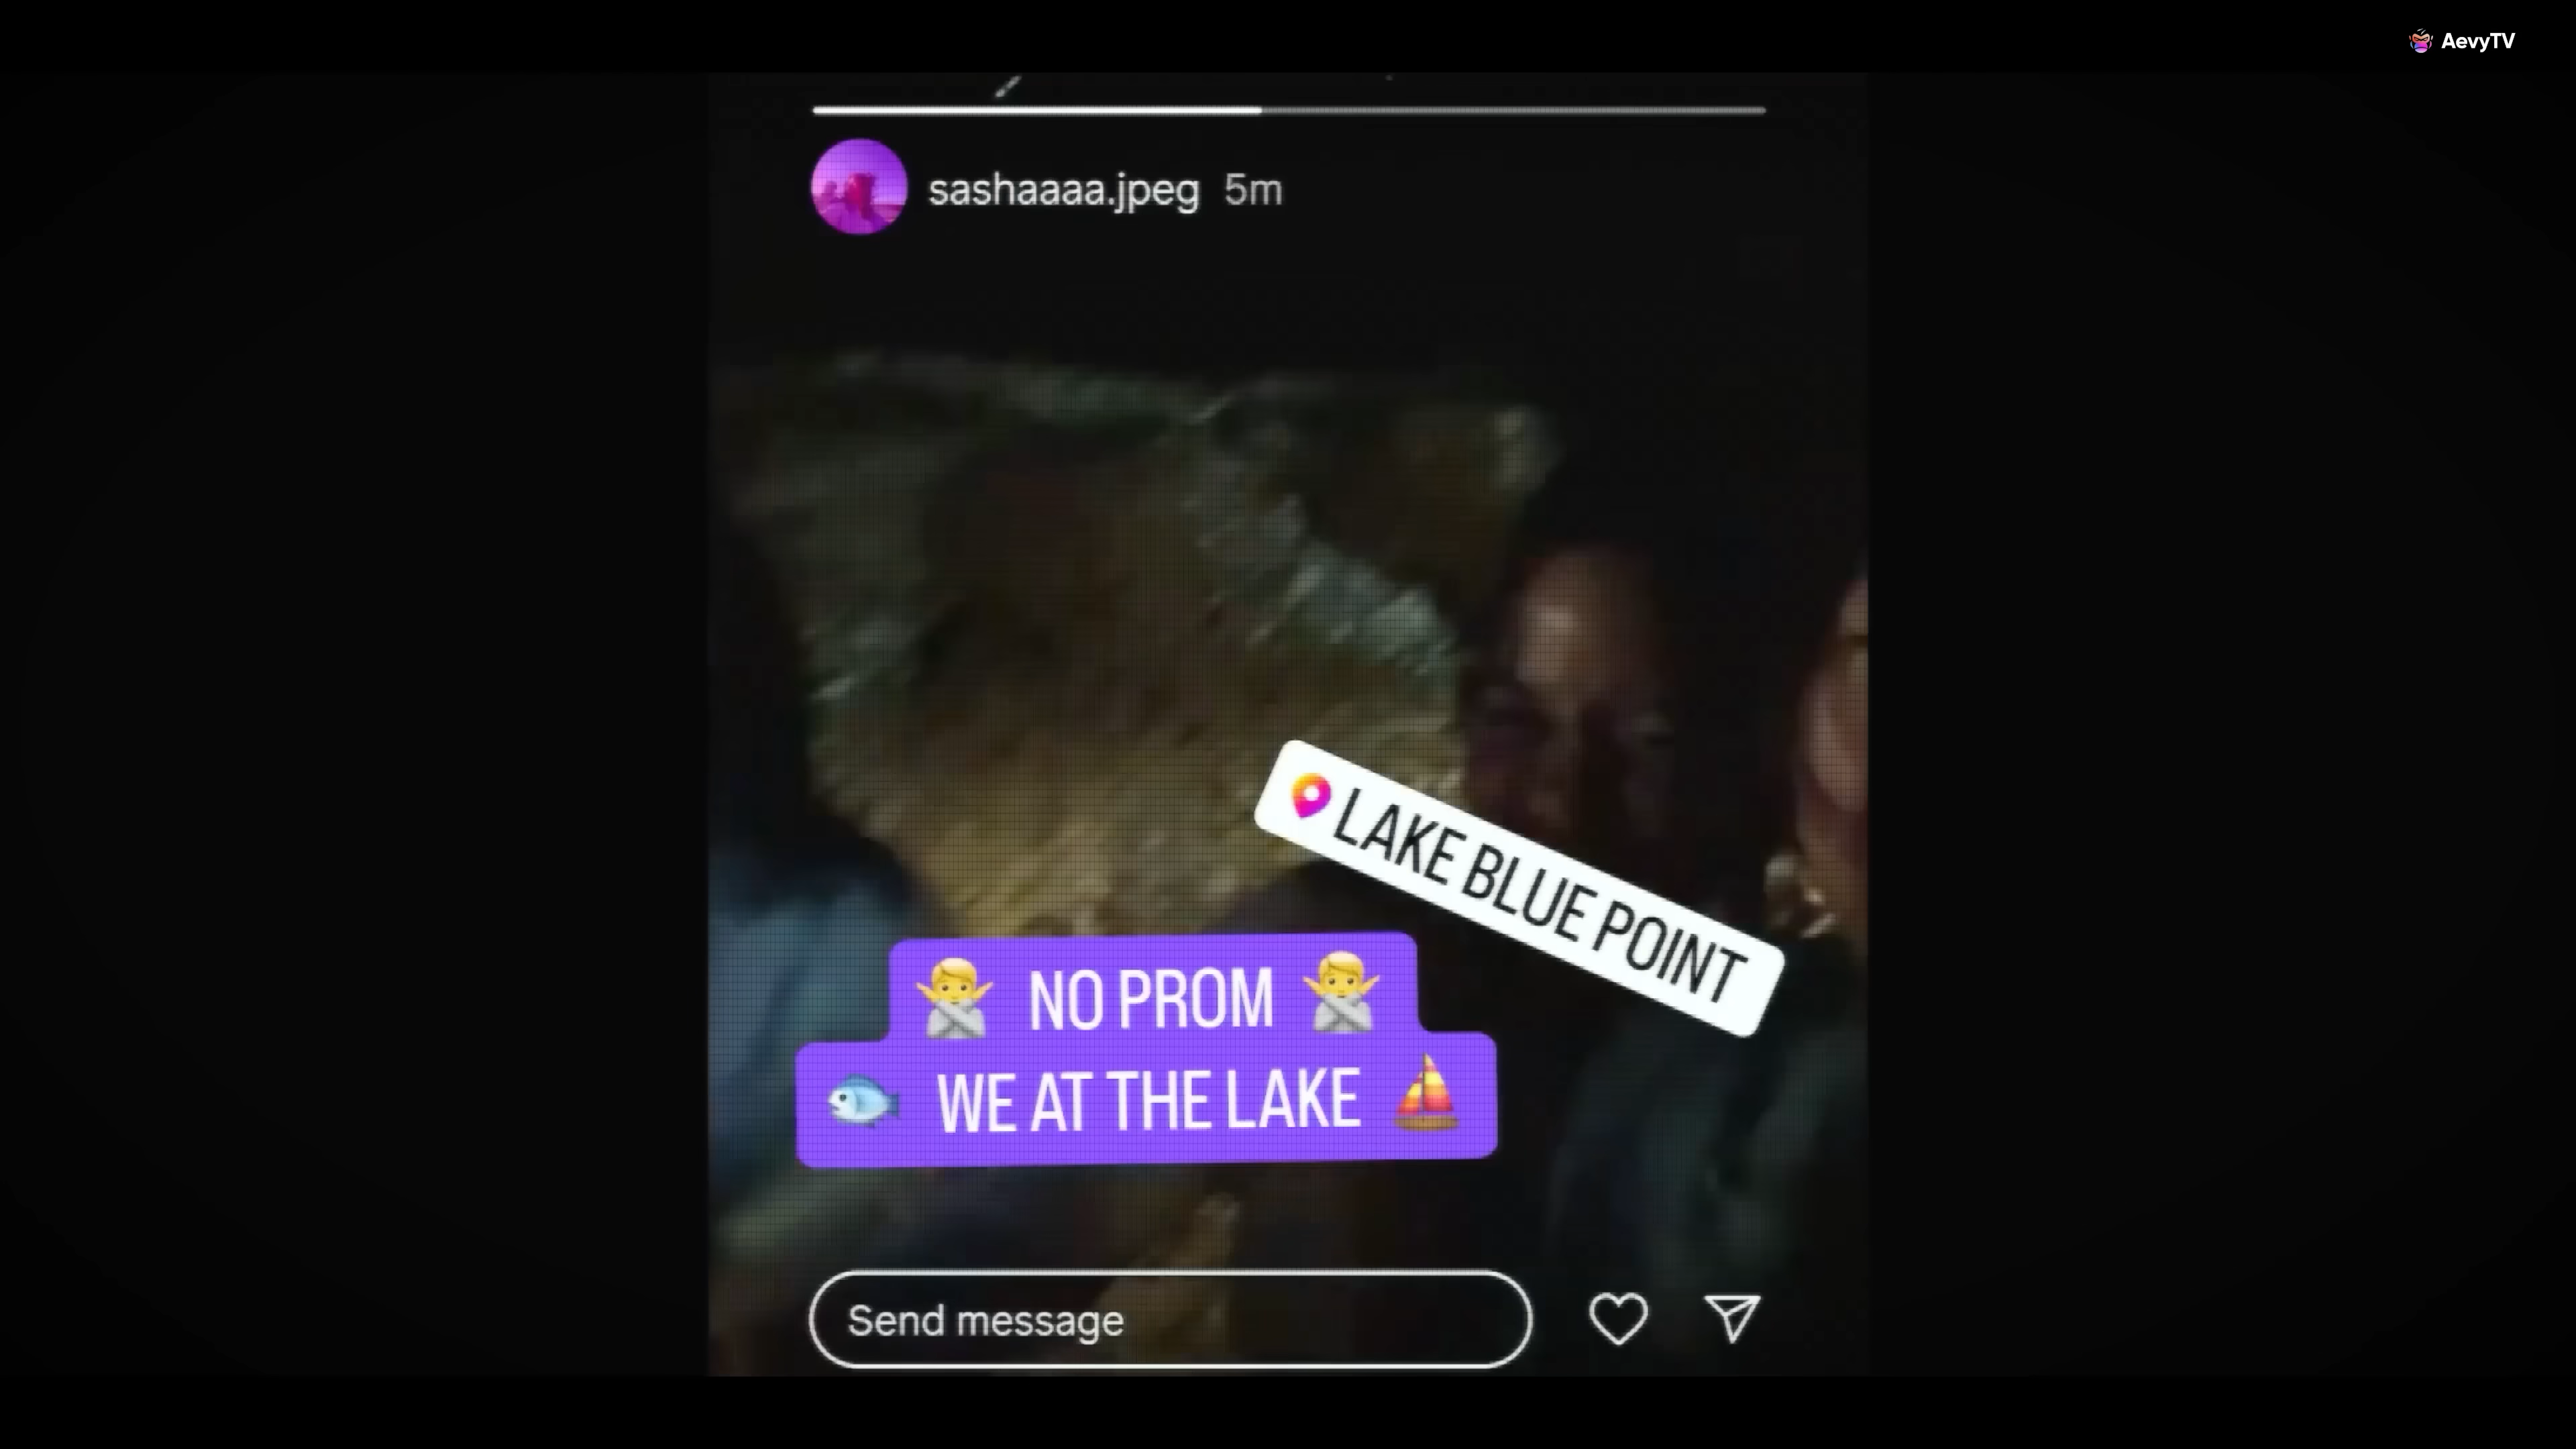 AevyTV
sashaaaa.jpeg 5m
LAKE BLUE POINT
NO PROM
WE AT THE LAKE
Send message